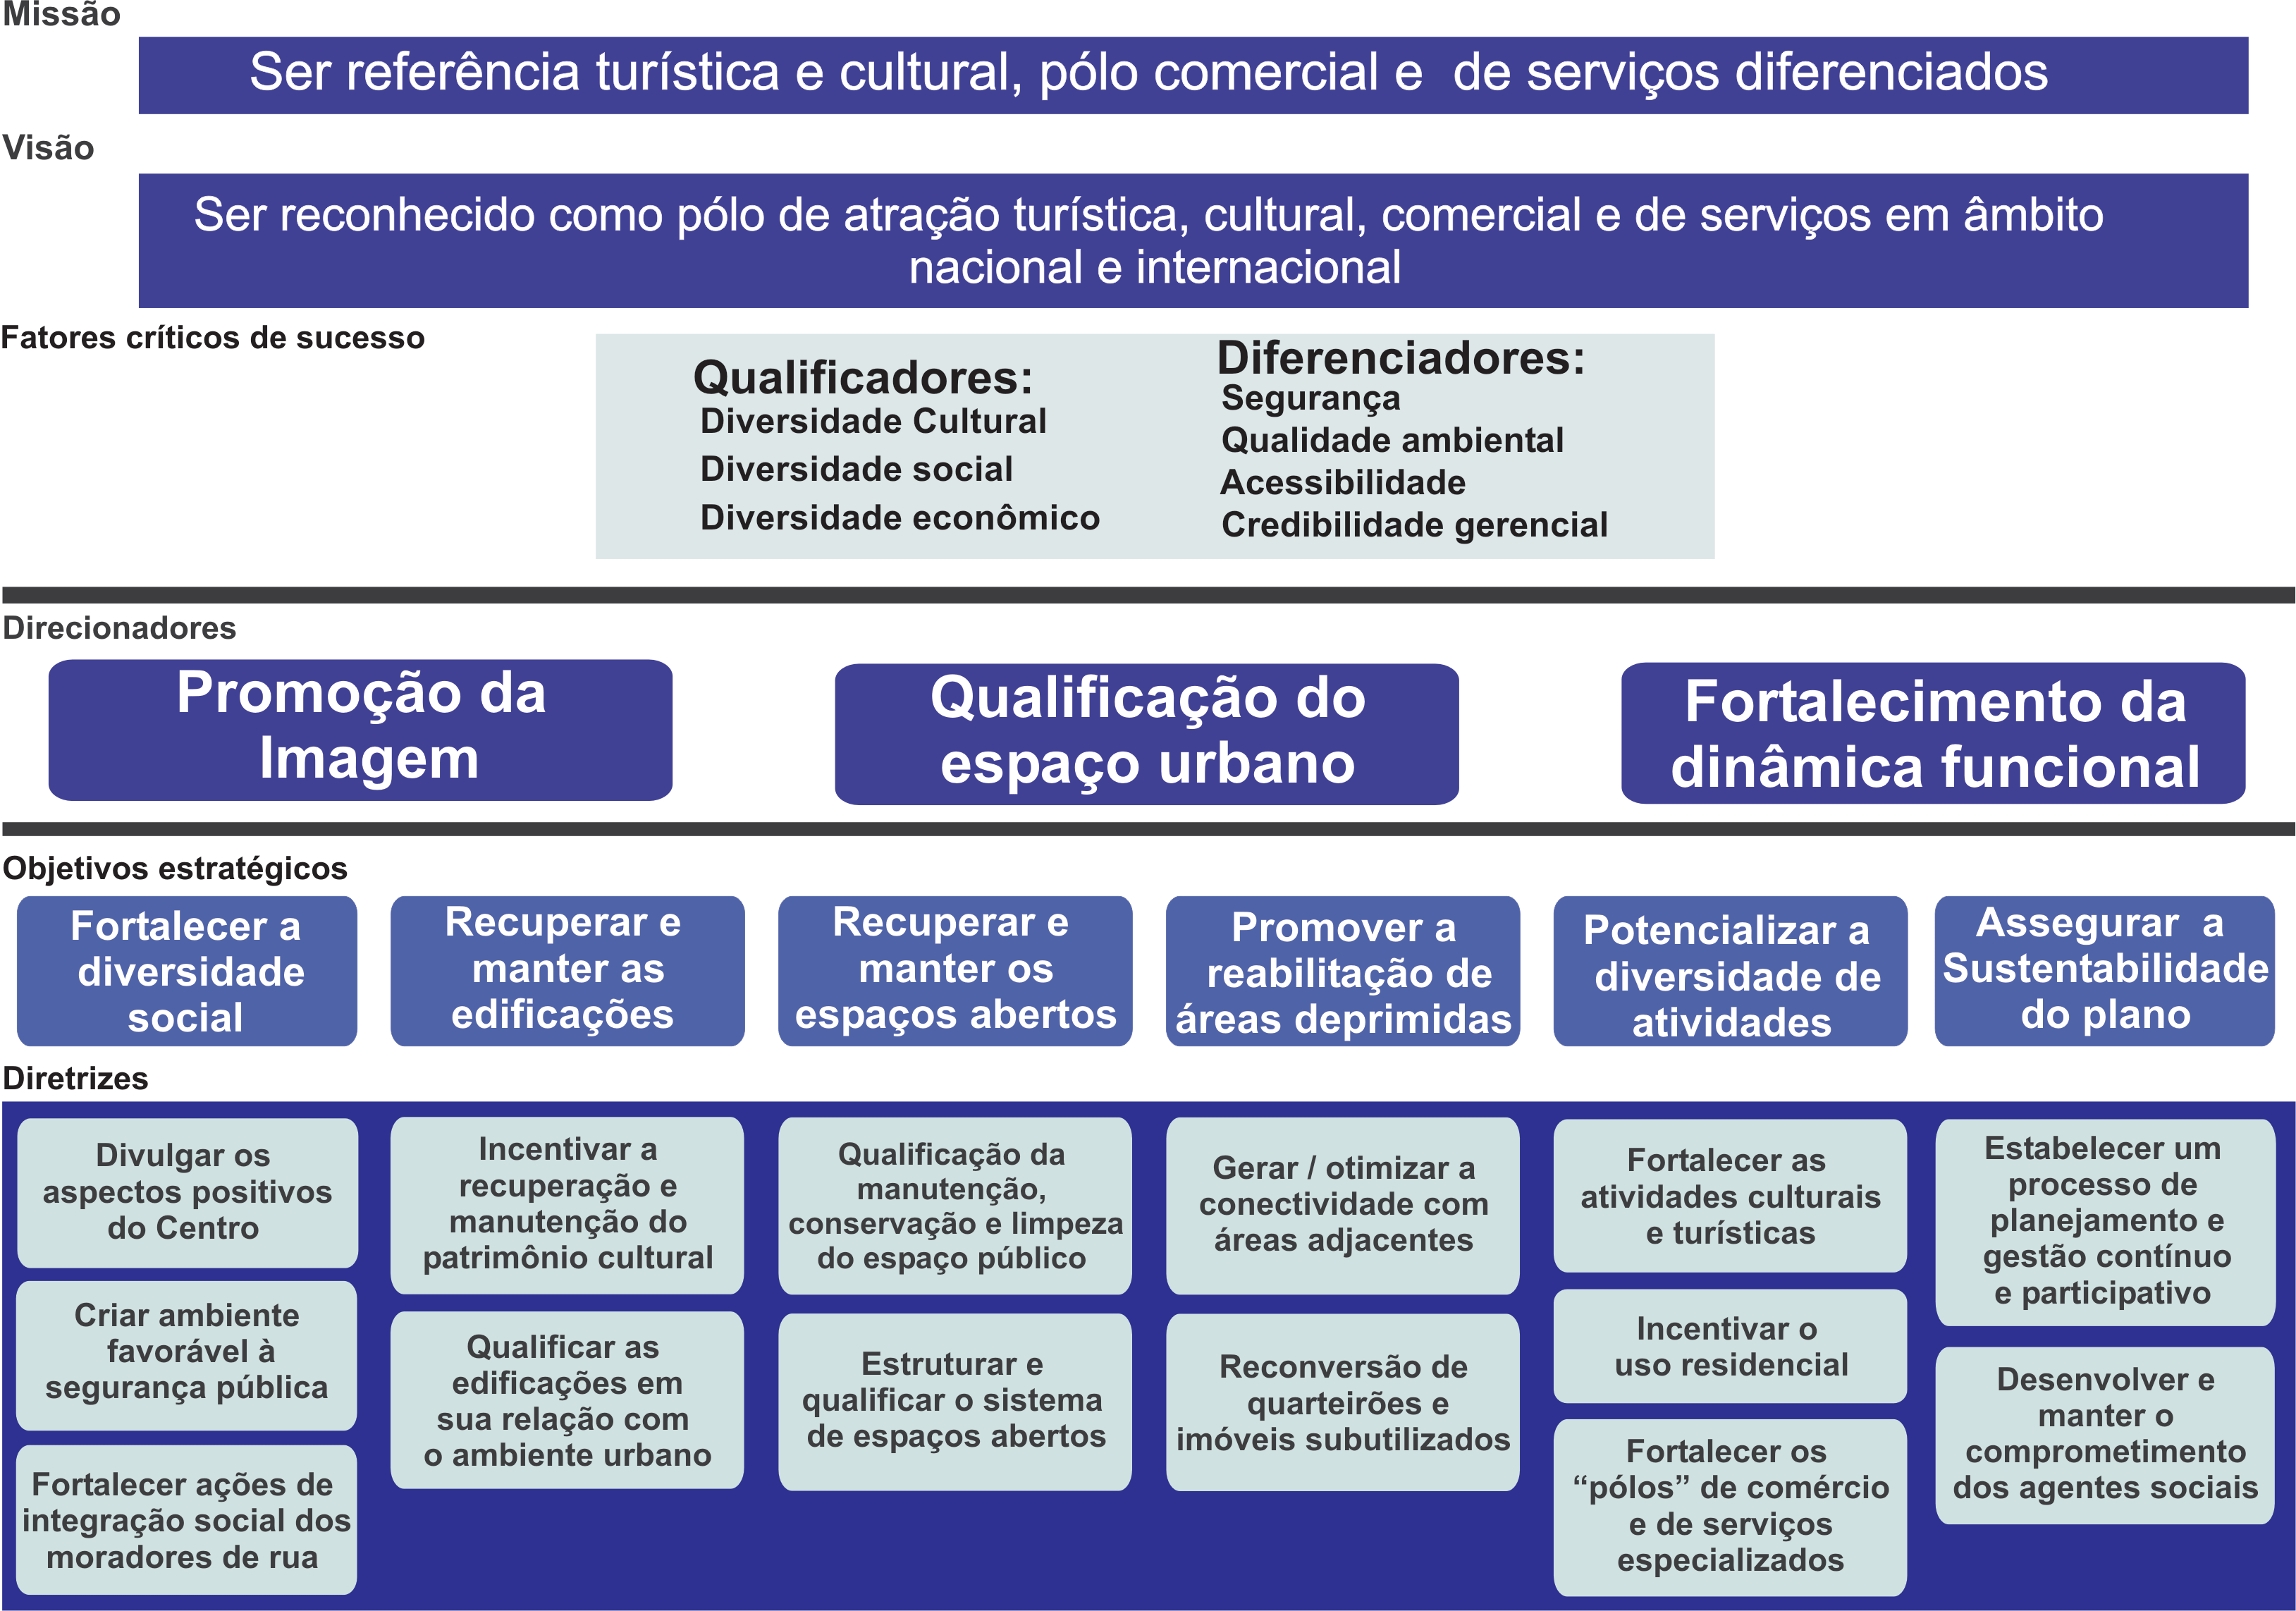 Missão
Ser referência turística e cultural, pólo comercial e de serviços diferenciados
Visão
Ser reconhecido como pólo de atração turística, cultural, comercial e de serviços em âmbito
nacional e internacional
Fatores críticos de sucesso
Qualificadores:
Diversidade Cultural
Diversidade social
Diversidade econômico
Diferenciadores:
Segurança
Qualidade ambiental
Acessibilidade
Credibilidade gerencial
Direcionadores
Promoção da
Imagem
Qualificação do
espaço urbano
Fortalecimento da
dinâmica funcional
Objetivos estratégicos
Fortalecer a
diversidade
social
Recuperar e
manter as
edificações
Recuperar e
manter os
espaços abertos
Promover a
reabilitação de
áreas deprimidas
Potencializar a
diversidade de
atividades
Assegurar a
Sustentabilidade
do plano
Diretrizes
Divulgar os
aspectos positivos
do Centro
Criar ambiente
favorável à
segurança pública
Fortalecer ações de
integração social dos
moradores de rua
Incentivar a
recuperação e
manutenção do
patrimônio cultural
Qualificar as
edificações em
sua relação com
o ambiente urbano
Qualificação da
manutenção,
conservação e limpeza
do espaço público
Estruturar e
qualificar o sistema
de espaços abertos
Gerar / otimizar a
conectividade com
áreas adjacentes
Reconversão de
quarteirões e
imóveis subutilizados
Fortalecer as
atividades culturais
e turísticas
Incentivar o
uso residencial
Fortalecer os
“pólos” de comércio
e de serviços
especializados
Estabelecer um
processo de
planejamento e
gestão contínuo
e participativo
Desenvolver e
manter o
comprometimento
dos agentes sociais